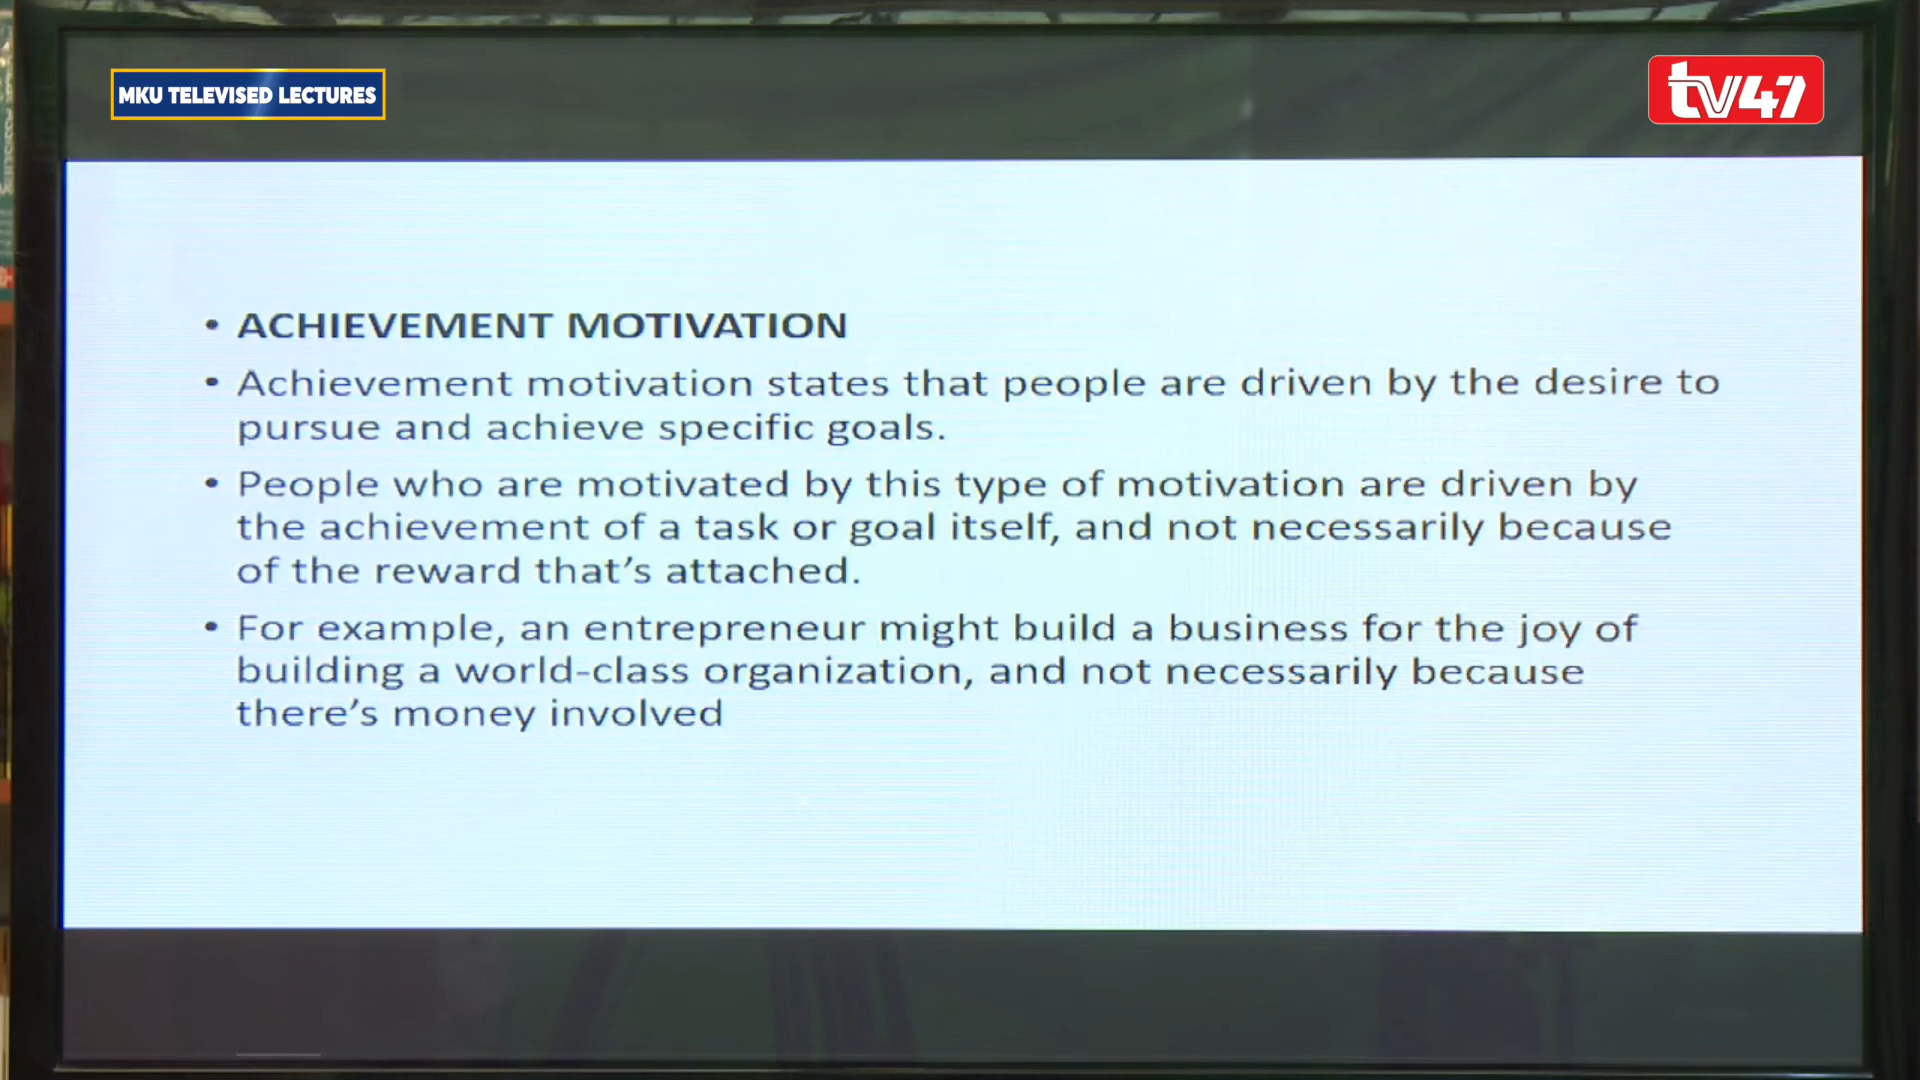 MKU TELEVISED LECTURES
tv47
• ACHIEVEMENT MOTIVATION
• Achievement motivation states that people are driven by the desire to
pursue and achieve specific goals.
• People who are motivated by this type of motivation are driven by
the achievement of a task or goal itself, and not necessarily because
of the reward that’s attached.
• For example, an entrepreneur might build a business for the joy of
building a world-class organization, and not necessarily because
there’s money involved